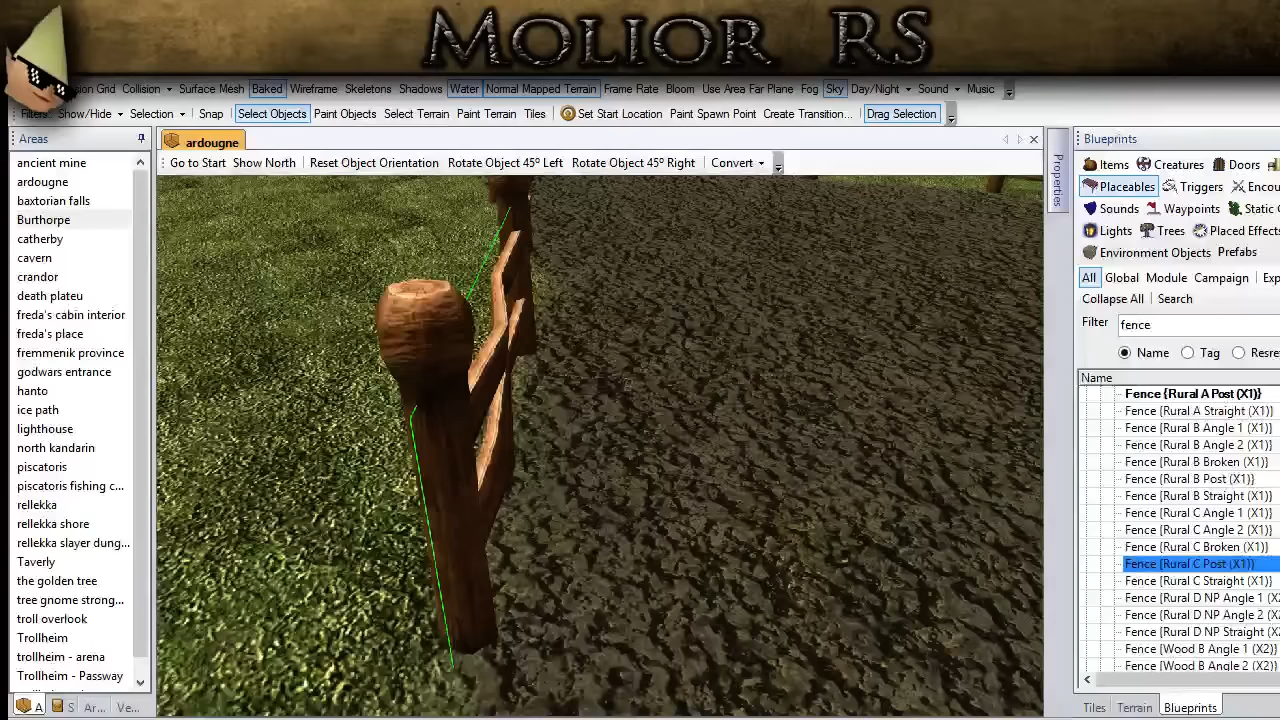 MOLIOR RS
Grid Collision Surface Mesh Baked Wireframe Skeletons Shadows Water Normal Mapped Terrain Frame Rate Bloom Use Area Far Plane Fog Sky Day/Night Sound Music
Filters: Show/Hide Selection Snap Select Objects Paint Objects Select Terrain Paint Terrain Tiles Set Start Location Paint Spawn Point Create Transition... Drag Selection
Areas
ancient mine
ardougne
baxtorian falls
Burthorpe
catherby
cavern
crandor
death plateu
freda's cabin interior
freda's place
fremmenik province
godwars entrance
hanto
ice path
lighthouse
north kandarin
piscatoris
piscatoris fishing c...
rellekka
rellekka shore
rellekka slayer dung...
Taverly
the golden tree
tree gnome strong...
troll overlook
Trollheim
trollheim - arena
Trollheim - Passway
A S Ar... Ve...
ardougne
Go to Start Show North Reset Object Orientation Rotate Object 45º Left Rotate Object 45º Right Convert
Properties
Blueprints
Items Creatures Doors
Placeables Triggers Encou
Sounds Waypoints Static
Lights Trees Placed Effects
Environment Objects Prefabs
All Global Module Campaign
Collapse All Search
Filter fence
Name Tag Resre
Name
Fence {Rural A Post (X1)}
Fence {Rural A Straight (X1)}
Fence {Rural B Angle 1 (X1)}
Fence {Rural B Angle 2 (X1)}
Fence {Rural B Broken (X1)}
Fence {Rural B Post (X1)}
Fence {Rural B Straight (X1)}
Fence {Rural C Angle 1 (X1)}
Fence {Rural C Angle 2 (X1)}
Fence {Rural C Broken (X1)}
Fence {Rural C Post (X1)}
Fence {Rural C Straight (X1)}
Fence {Rural D NP Angle 1 (X2
Fence {Rural D NP Angle 2 (X2
Fence {Rural D NP Straight (X
Fence {Wood B Angle 1 (X2)}
Fence {Wood B Angle 2 (X2)}
Tiles Terrain Blueprints